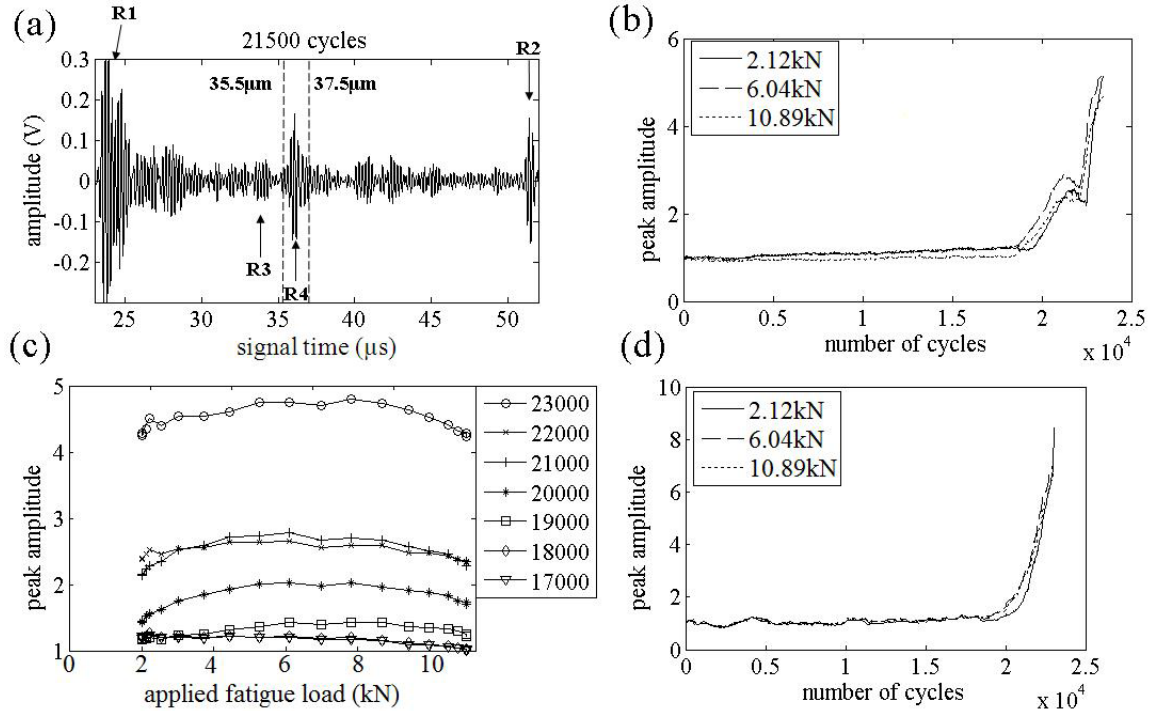 (a)
R1
21500 cycles
R2
35.5µm
37.5µm
0.3
0.2
0.1
0
-0.1
-0.2
amplitude (V)
R3
R4
25 30 35 40 45 50
signal time (µs)
(b)
6
4
2
0
peak amplitude
2.12kN
6.04kN
10.89kN
0 0.5 1 1.5 2 2.5
number of cycles
x 10⁴
(c)
5
4
3
2
1
peak amplitude
23000
22000
21000
20000
19000
18000
17000
0 2 4 6 8 10
applied fatigue load (kN)
(d)
10
8
6
4
2
0
peak amplitude
2.12kN
6.04kN
10.89kN
0 0.5 1 1.5 2 2.5
number of cycles
x 10⁴